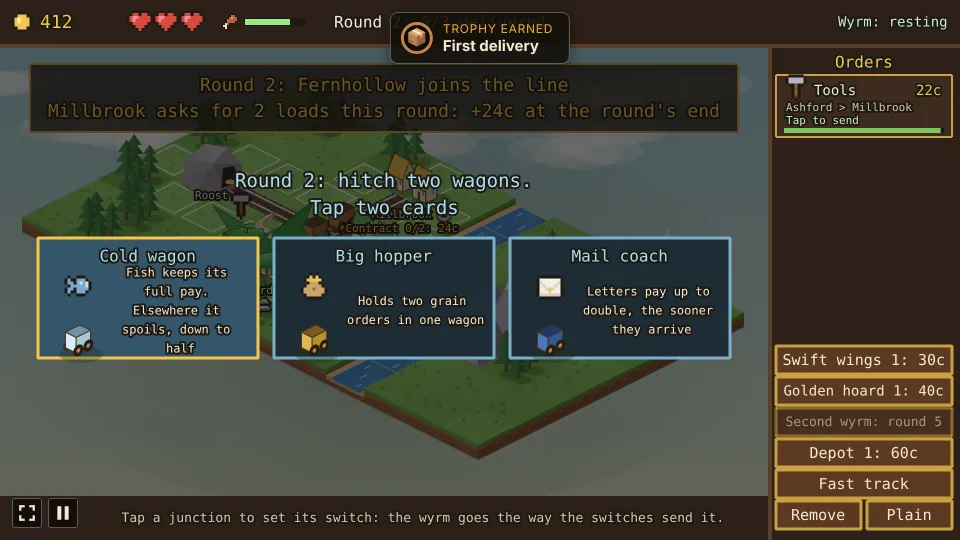 412
Round
TROPHY EARNED
First delivery
Wyrm: resting
Round 2: Fernhollow joins the line
Millbrook asks for 2 loads this round: +24c at the round's end
Roost
Round 2: hitch two wagons.
Tap two cards
Contract 0/2: 24c
Cold wagon
Fish keeps its
full pay.
Elsewhere it
spoils, down to
half
Big hopper
Holds two grain
orders in one wagon
Mail coach
Letters pay up to
double, the sooner
they arrive
Orders
Tools 22c
Ashford > Millbrook
Tap to send
Swift wings 1: 30c
Golden hoard 1: 40c
Second wyrm: round 5
Depot 1: 60c
Fast track
Remove
Plain
Tap a junction to set its switch: the wyrm goes the way the switches send it.